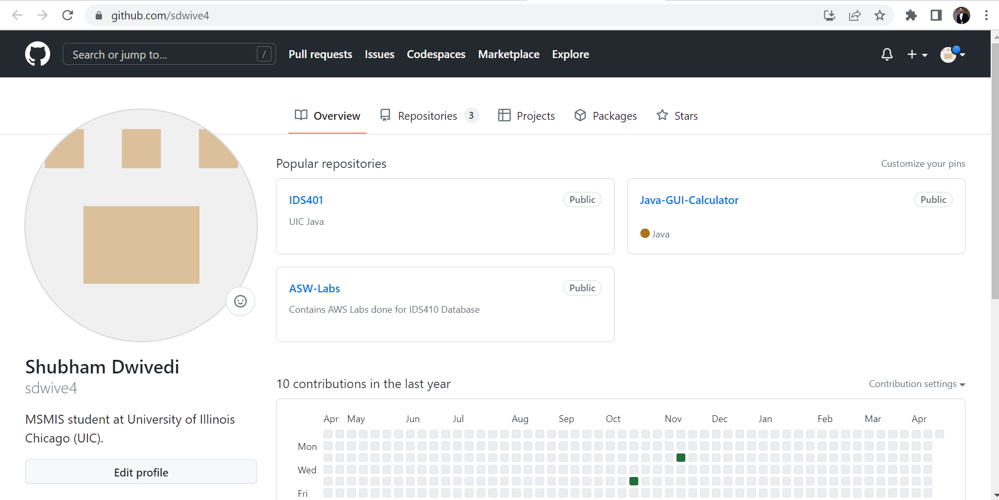 github.com/sdwive4
Search or jump to...
/
Pull requests
Issues
Codespaces
Marketplace
Explore
Overview
Repositories 3
Projects
Packages
Stars
Popular repositories
Customize your pins
IDS401
Public
UIC Java
Java-GUI-Calculator
Public
Java
ASW-Labs
Public
Contains AWS Labs done for IDS410 Database
Shubham Dwivedi
sdwive4
MSMIS student at University of Illinois
Chicago (UIC).
Edit profile
10 contributions in the last year
Contribution settings
Apr May Jun Jul Aug Sep Oct Nov Dec Jan Feb Mar Apr
Mon
Wed
Fri